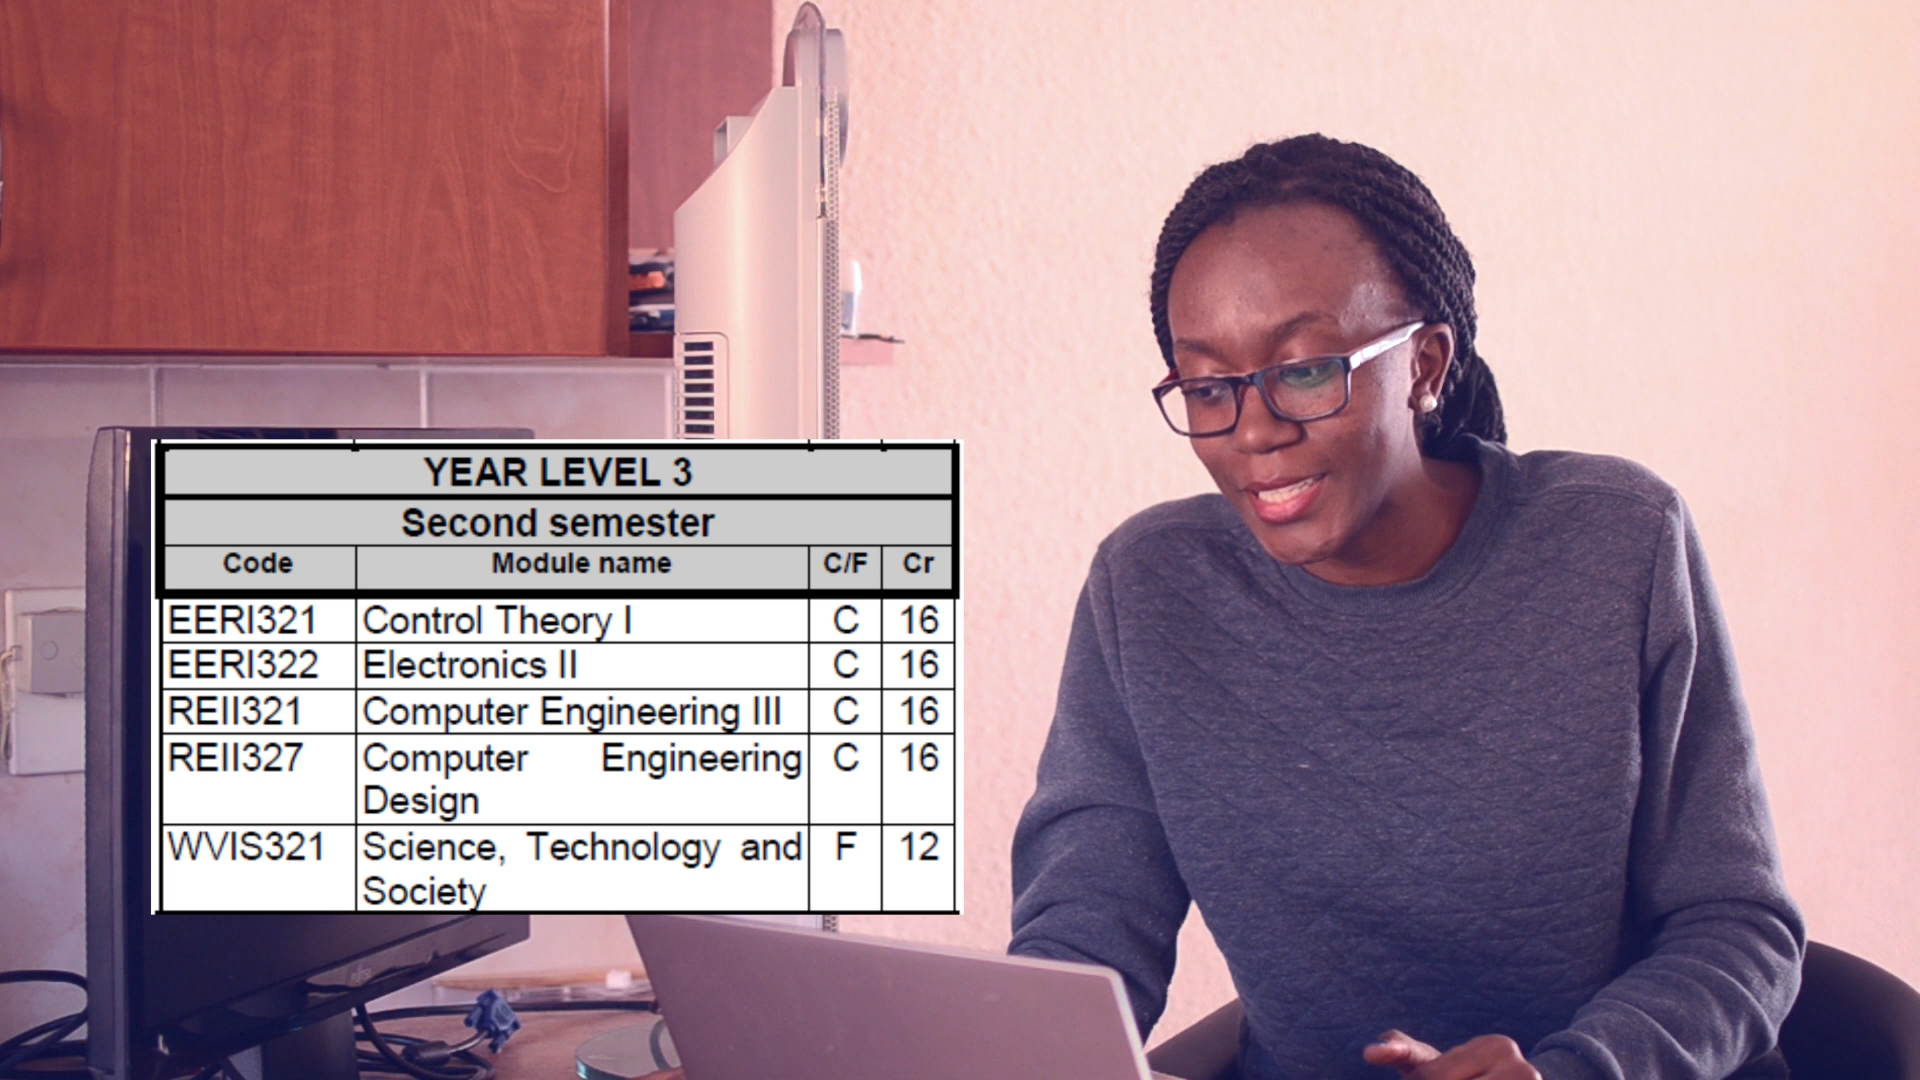 YEAR LEVEL 3
Second semester
Code Module name C/F Cr
EERI321 Control Theory I C 16
EERI322 Electronics II C 16
REII321 Computer Engineering III C 16
REII327 Computer Engineering C 16
Design
WVIS321 Science, Technology and F 12
Society